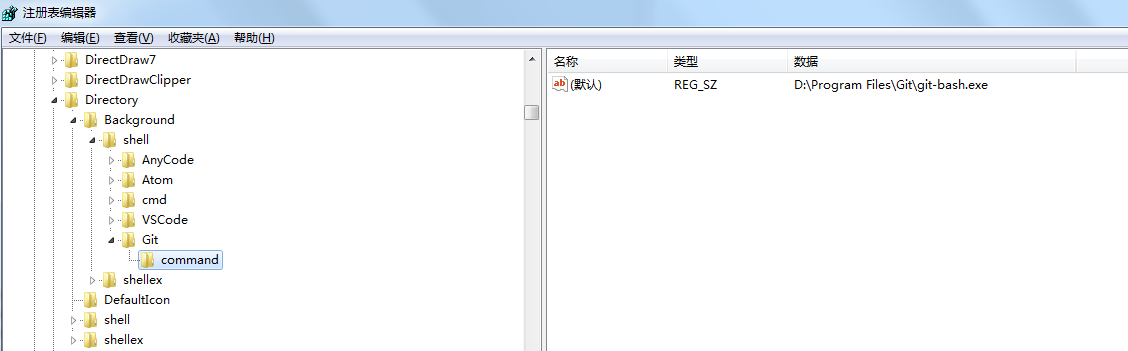 注册表编辑器
文件(F) 编辑(E) 查看(V) 收藏夹(A) 帮助(H)
DirectDraw7
DirectDrawClipper
Directory
Background
shell
AnyCode
Atom
cmd
VSCode
Git
command
shellex
DefaultIcon
shell
shellex
名称 类型 数据
ab (默认) REG_SZ D:\Program Files\Git\git-bash.exe